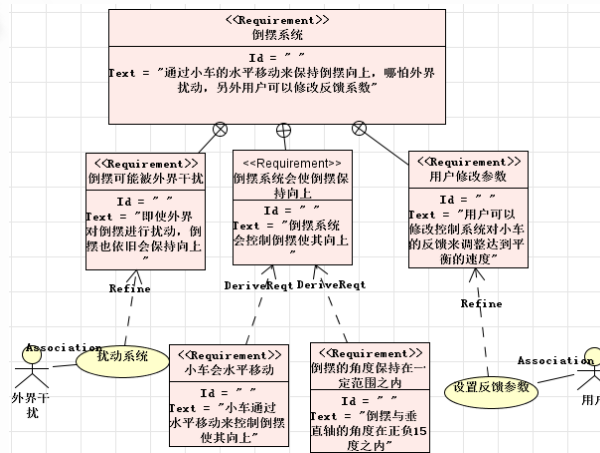 <<Requirement>>
倒摆系统
Id = " "
Text = "通过小车的水平移动来保持倒摆向上，哪怕外界
扰动，另外用户可以修改反馈系数"
<<Requirement>>
倒摆可能被外界干扰
Id = " "
Text = "即使外界
对倒摆进行扰动，倒
摆也依旧会保持向上
"
<<Requirement>>
倒摆系统会使倒摆保
持向上
Id = " "
Text = "倒摆系统
会控制倒摆使其向上"
<<Requirement>>
用户修改参数
Id = " "
Text = "用户可以
修改控制系统对小车
的反馈来调整达到平
衡的速度"
Refine
DeriveReqt
DeriveReqt
Refine
Association
扰动系统
外界干
扰
<<Requirement>>
小车会水平移动
Id = " "
Text = "小车通过
水平移动来控制倒摆
使其向上"
<<Requirement>>
倒摆的角度保持在一
定范围之内
Id = " "
Text = "倒摆与垂
直轴的角度在正负15
度之内"
Association
设置反馈参数
用户